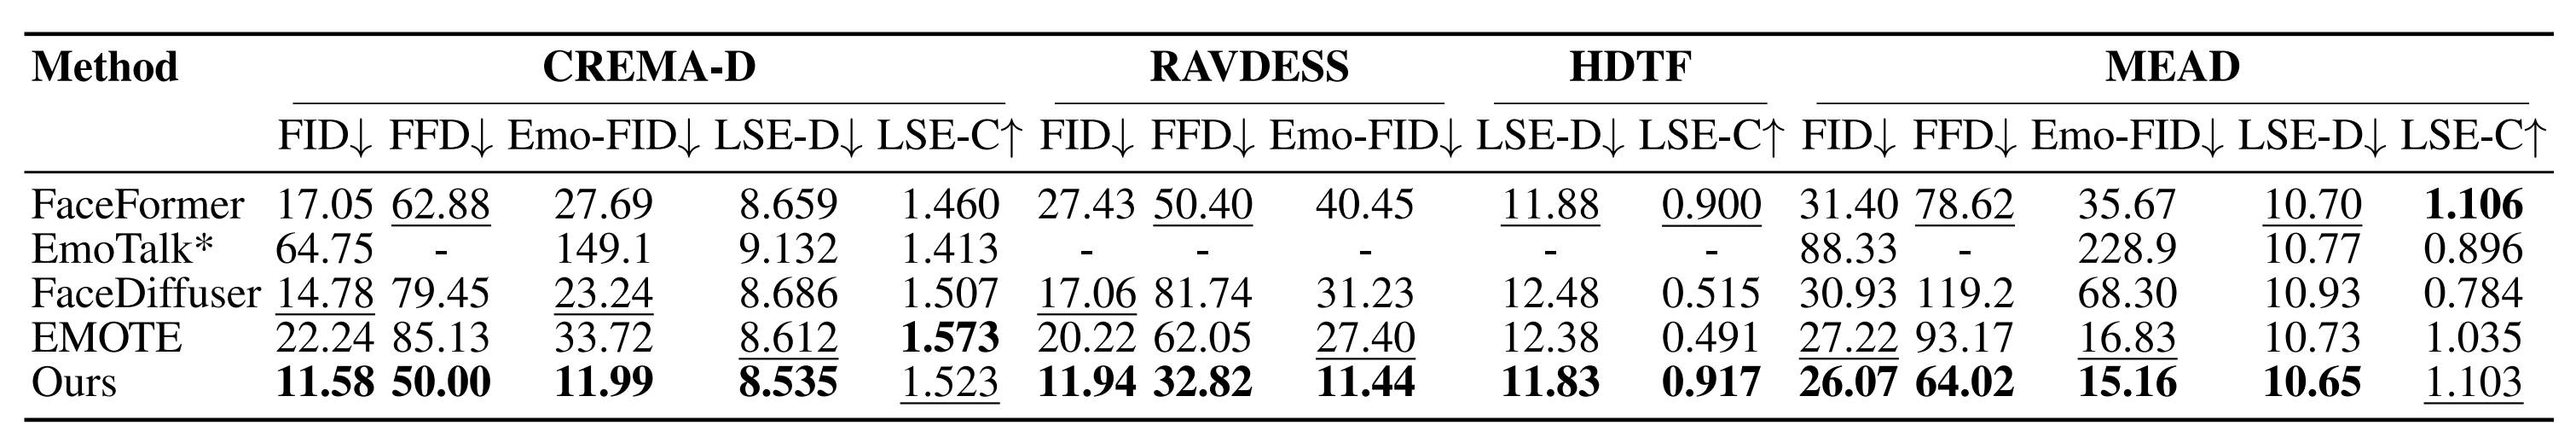 Method CREMA-D RAVDESS HDTF MEAD
FID↓ FFD↓ Emo-FID↓ LSE-D↓ LSE-C↑ FID↓ FFD↓ Emo-FID↓ LSE-D↓ LSE-C↑ FID↓ FFD↓ Emo-FID↓ LSE-D↓ LSE-C↑
FaceFormer 17.05 62.88 27.69 8.659 1.460 27.43 50.40 40.45 11.88 0.900 31.40 78.62 35.67 10.70 1.106
EmoTalk* 64.75 - 149.1 9.132 1.413 - - - - - 88.33 - 228.9 10.77 0.896
FaceDiffuser 14.78 79.45 23.24 8.686 1.507 17.06 81.74 31.23 12.48 0.515 30.93 119.2 68.30 10.93 0.784
EMOTE 22.24 85.13 33.72 8.612 1.573 20.22 62.05 27.40 12.38 0.491 27.22 93.17 16.83 10.73 1.035
Ours 11.58 50.00 11.99 8.535 1.523 11.94 32.82 11.44 11.83 0.917 26.07 64.02 15.16 10.65 1.103